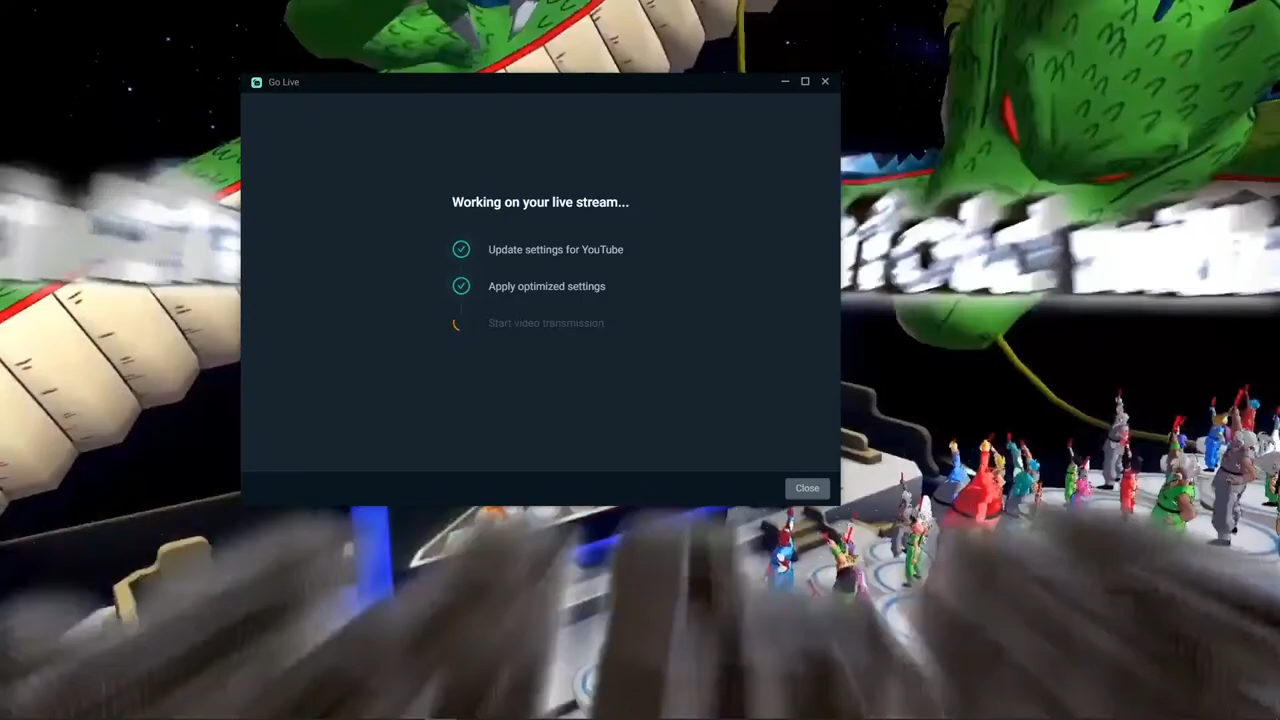 Go Live
Working on your live stream...
Update settings for YouTube
Apply optimized settings
Start video transmission
Close